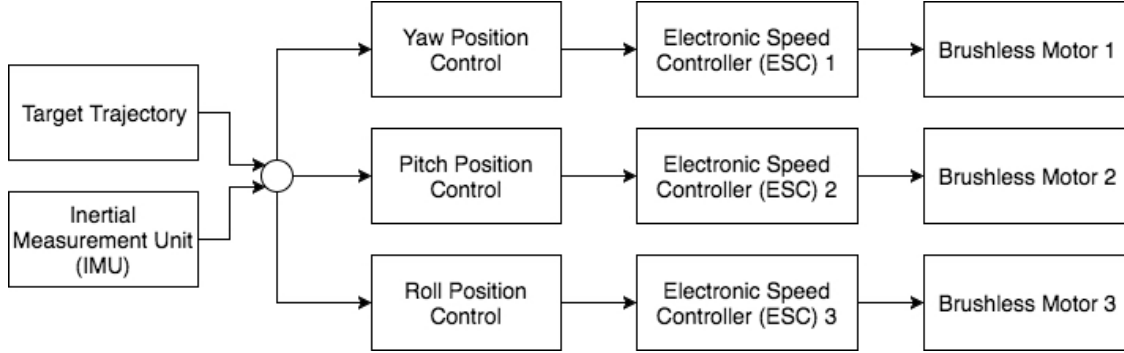 Target Trajectory
Inertial
Measurement Unit
(IMU)
Yaw Position
Control
Electronic Speed
Controller (ESC) 1
Brushless Motor 1
Pitch Position
Control
Electronic Speed
Controller (ESC) 2
Brushless Motor 2
Roll Position
Control
Electronic Speed
Controller (ESC) 3
Brushless Motor 3